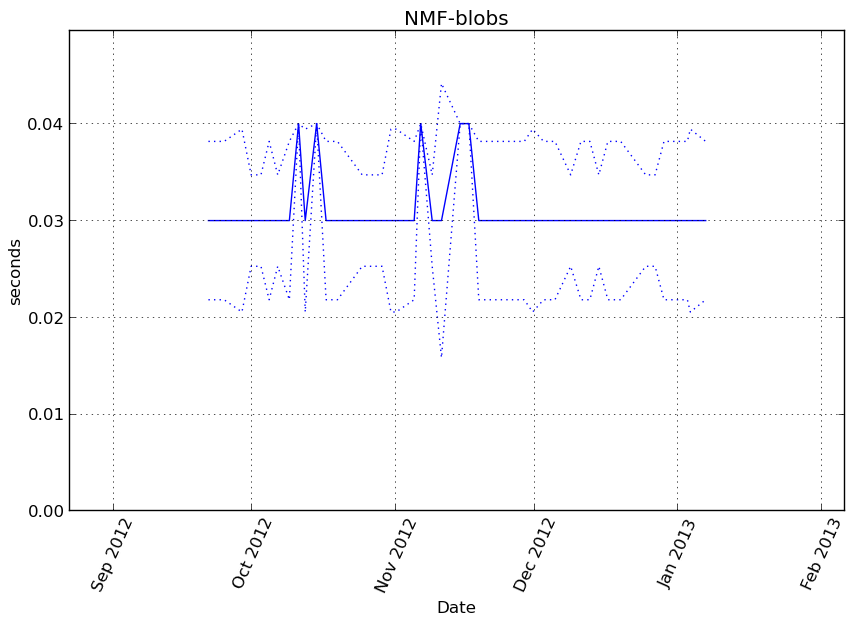 NMF-blobs
seconds
0.04
0.03
0.02
0.01
0.00
Sep 2012
Oct 2012
Nov 2012
Dec 2012
Jan 2013
Feb 2013
Date